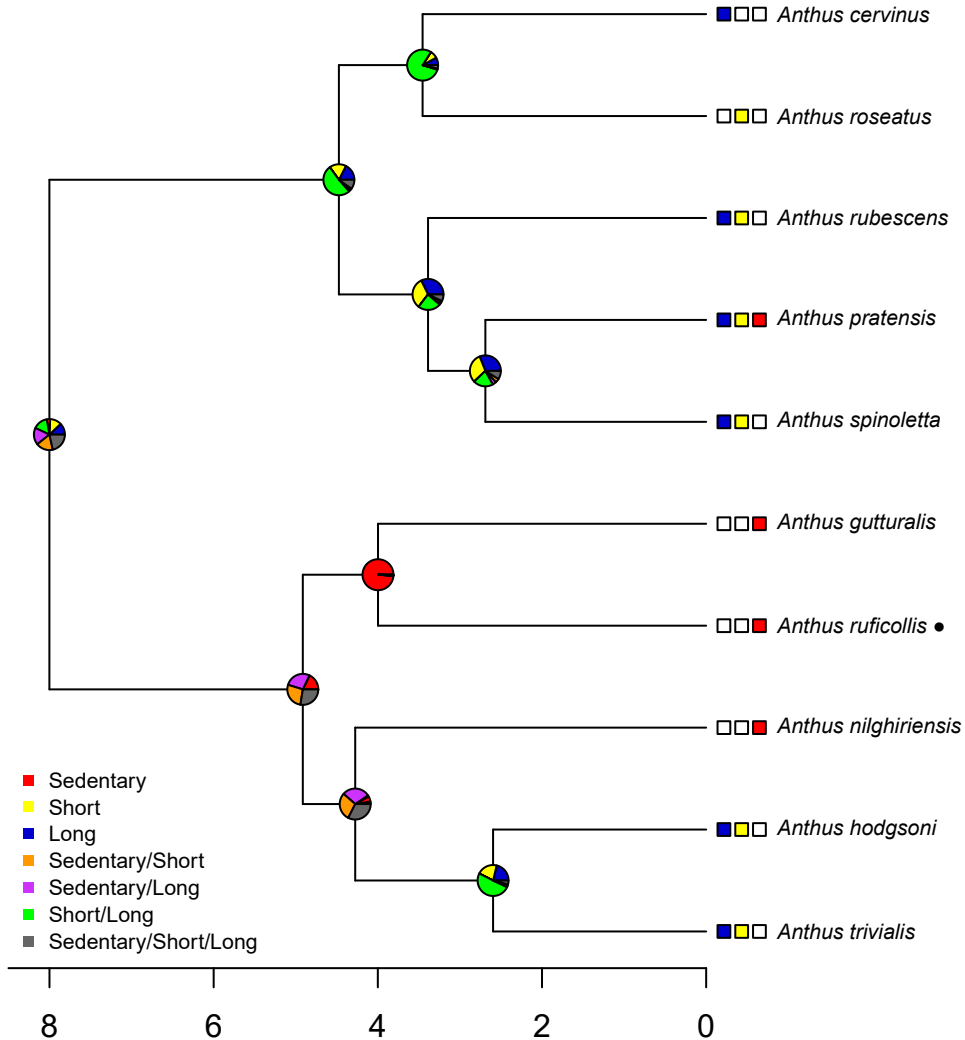 Anthus cervinus
Anthus roseatus
Anthus rubescens
Anthus pratensis
Anthus spinoletta
Anthus gutturalis
Anthus ruficollis •
Anthus nilghiriensis
Anthus hodgsoni
Anthus trivialis
Sedentary
Short
Long
Sedentary/Short
Sedentary/Long
Short/Long
Sedentary/Short/Long
8 6 4 2 0